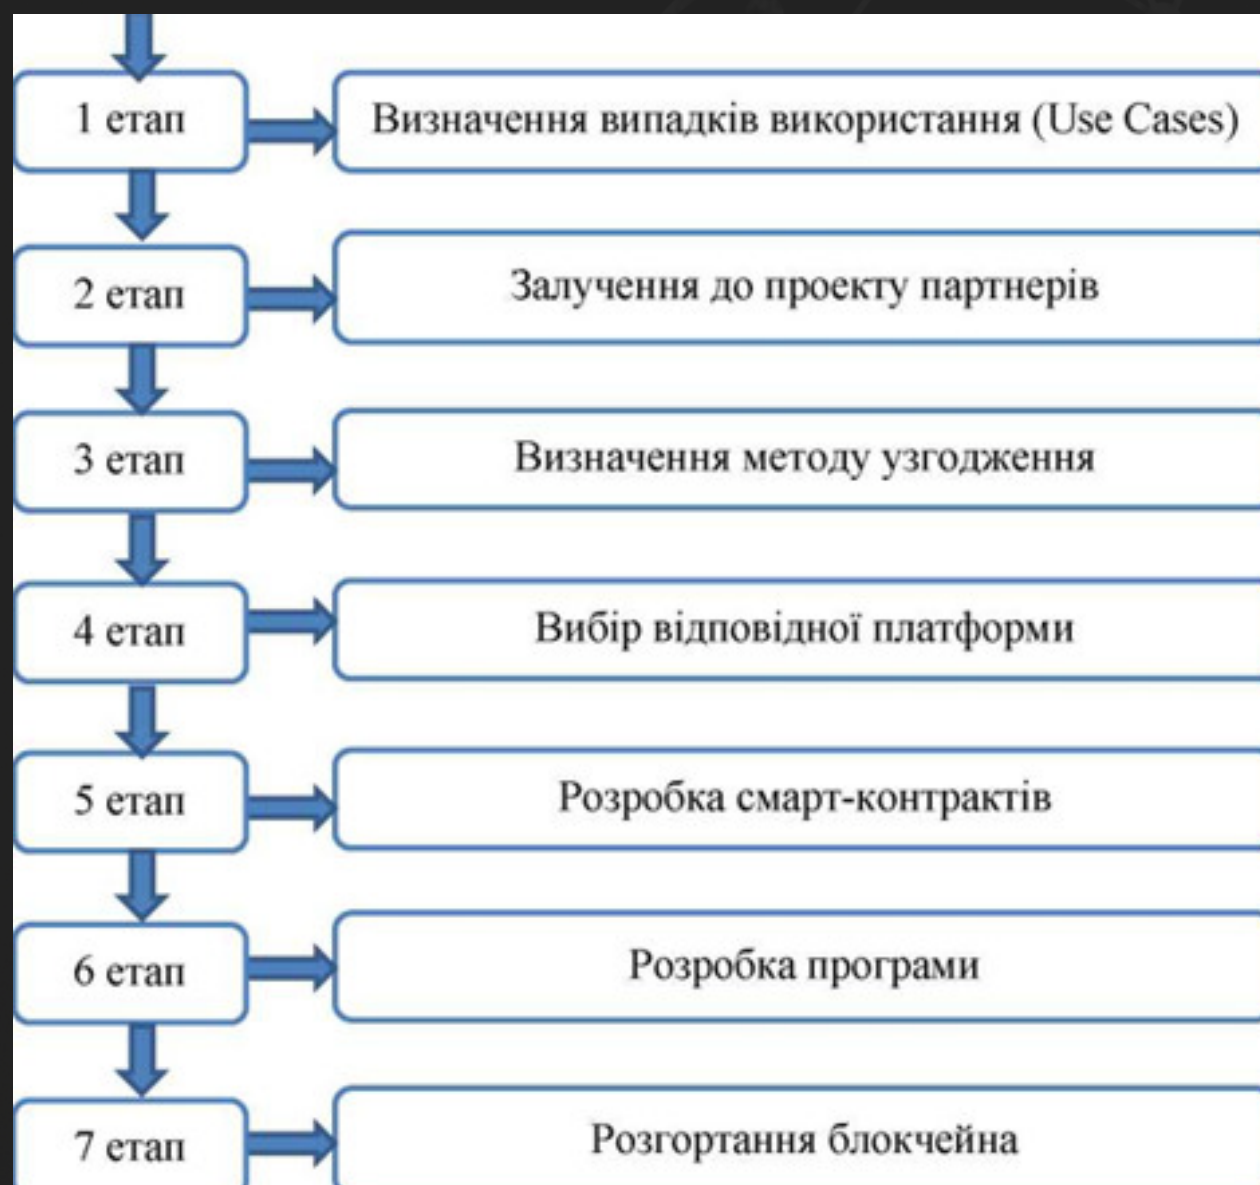 1 етап
Визначення випадків використання (Use Cases)
2 етап
Залучення до проекту партнерів
3 етап
Визначення методу узгодження
4 етап
Вибір відповідної платформи
5 етап
Розробка смарт-контрактів
6 етап
Розробка програми
7 етап
Розгортання блокчейна